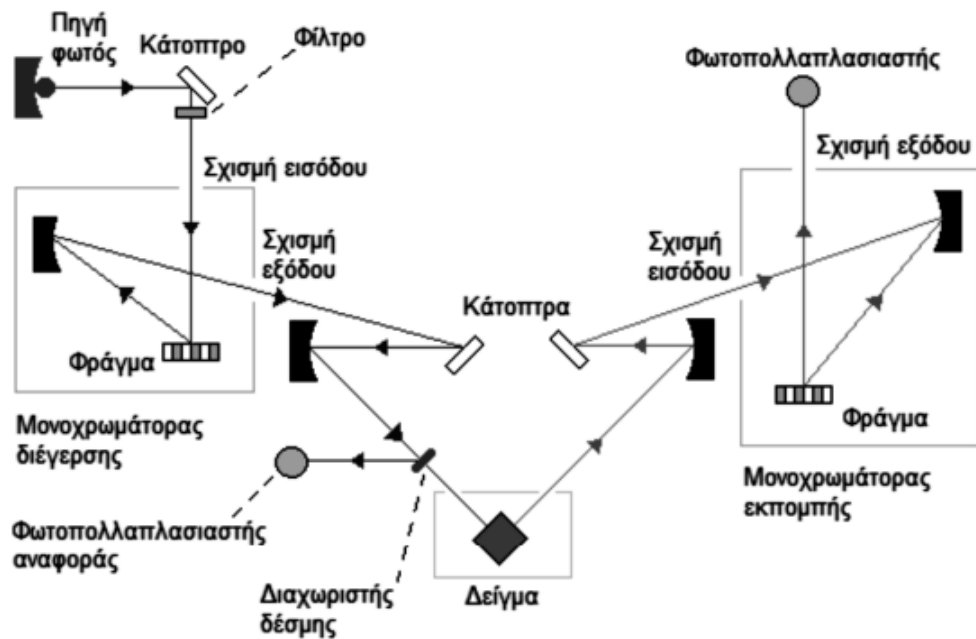 Πηγή
φωτός
Κάτοπτρο
Φίλτρο
Φωτοπολλαπλασιαστής
Σχισμή εισόδου
Σχισμή εξόδου
Σχισμή
εξόδου
Σχισμή
εισόδου
Κάτοπτρα
Φράγμα
Φράγμα
Μονοχρωμάτορας
διέγερσης
Μονοχρωμάτορας
εκπομπής
Φωτοπολλαπλασιαστής
αναφοράς
Διαχωριστής
δέσμης
Δείγμα